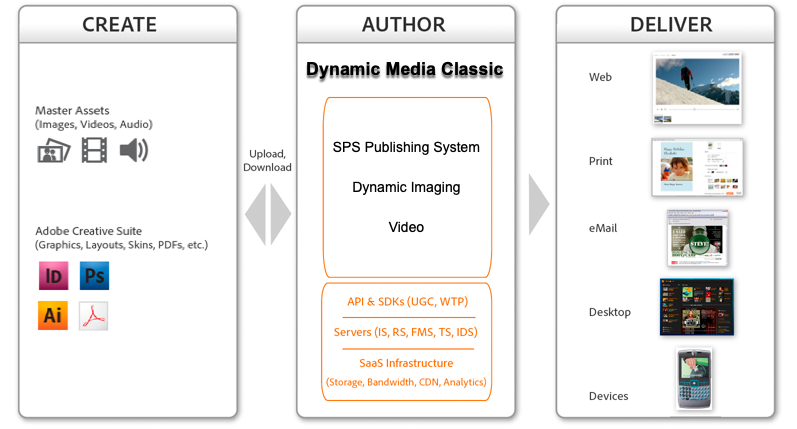 CREATE
Master Assets
(Images, Videos, Audio)
Adobe Creative Suite
(Graphics, Layouts, Skins, PDFs, etc.)
ID
Ps
Ai
Upload,
Download
AUTHOR
Dynamic Media Classic
SPS Publishing System
Dynamic Imaging
Video
API & SDKs (UGC, WTP)
Servers (IS, RS, FMS, TS, IDS)
SaaS Infrastructure
(Storage, Bandwidth, CDN, Analytics)
DELIVER
Web
Print
eMail
STEVE
Desktop
Devices